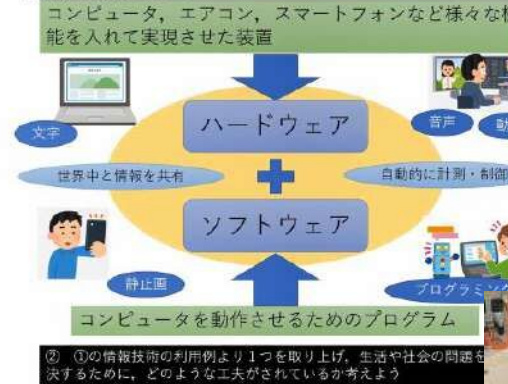 コンピュータ，エアコン，スマートフォンなど様々な
能を入れて実現させた装置
文字
ハードウェア
音声
世界中と情報を共有
自動的に計測・制御
ソフトウェア
静止画
プログラミング
コンピュータを動作させるためのプログラム
② ①の情報技術の利用例より１つを取り上げ，生活や社会の問題を
決するために，どのような工夫がされているか考えよう